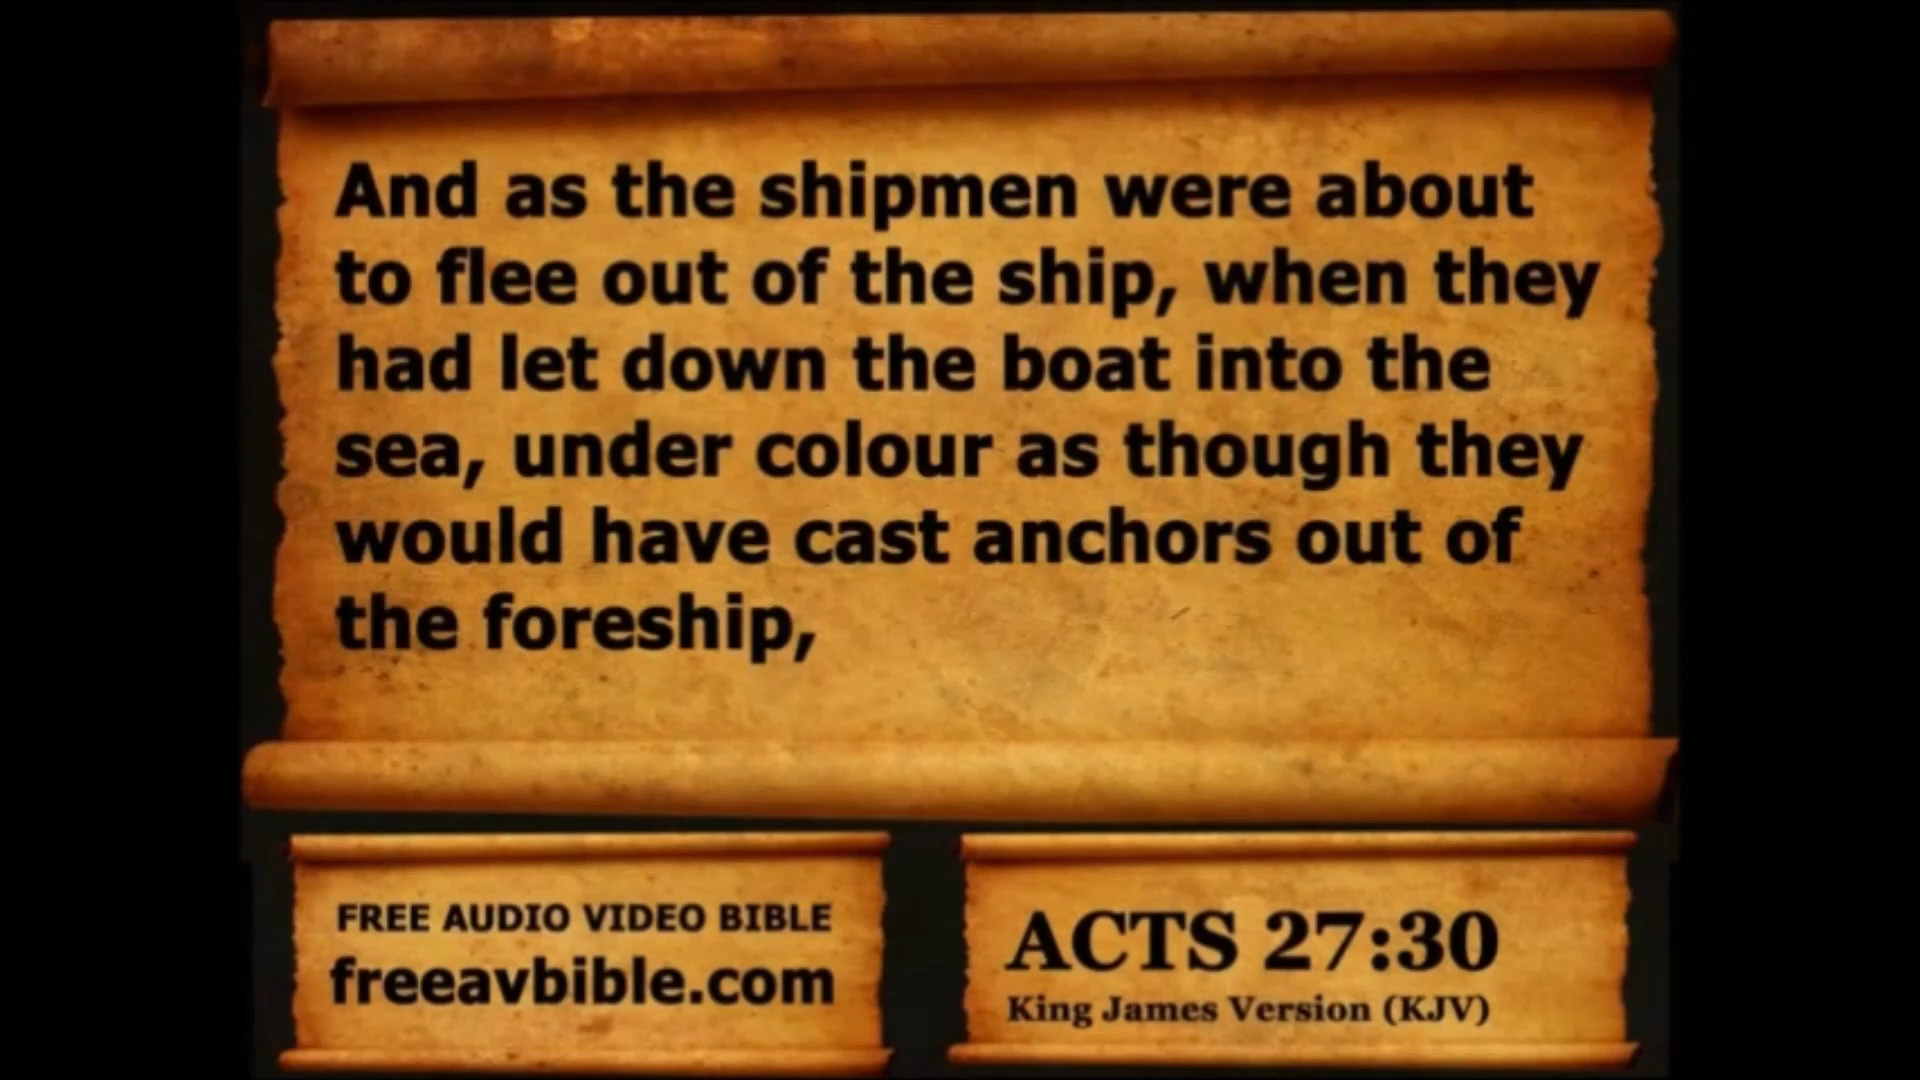 And as the shipmen were about
to flee out of the ship, when they
had let down the boat into the
sea, under colour as though they
would have cast anchors out of
the foreship,
FREE AUDIO VIDEO BIBLE
freeavbible.com
ACTS 27:30
King James Version (KJV)